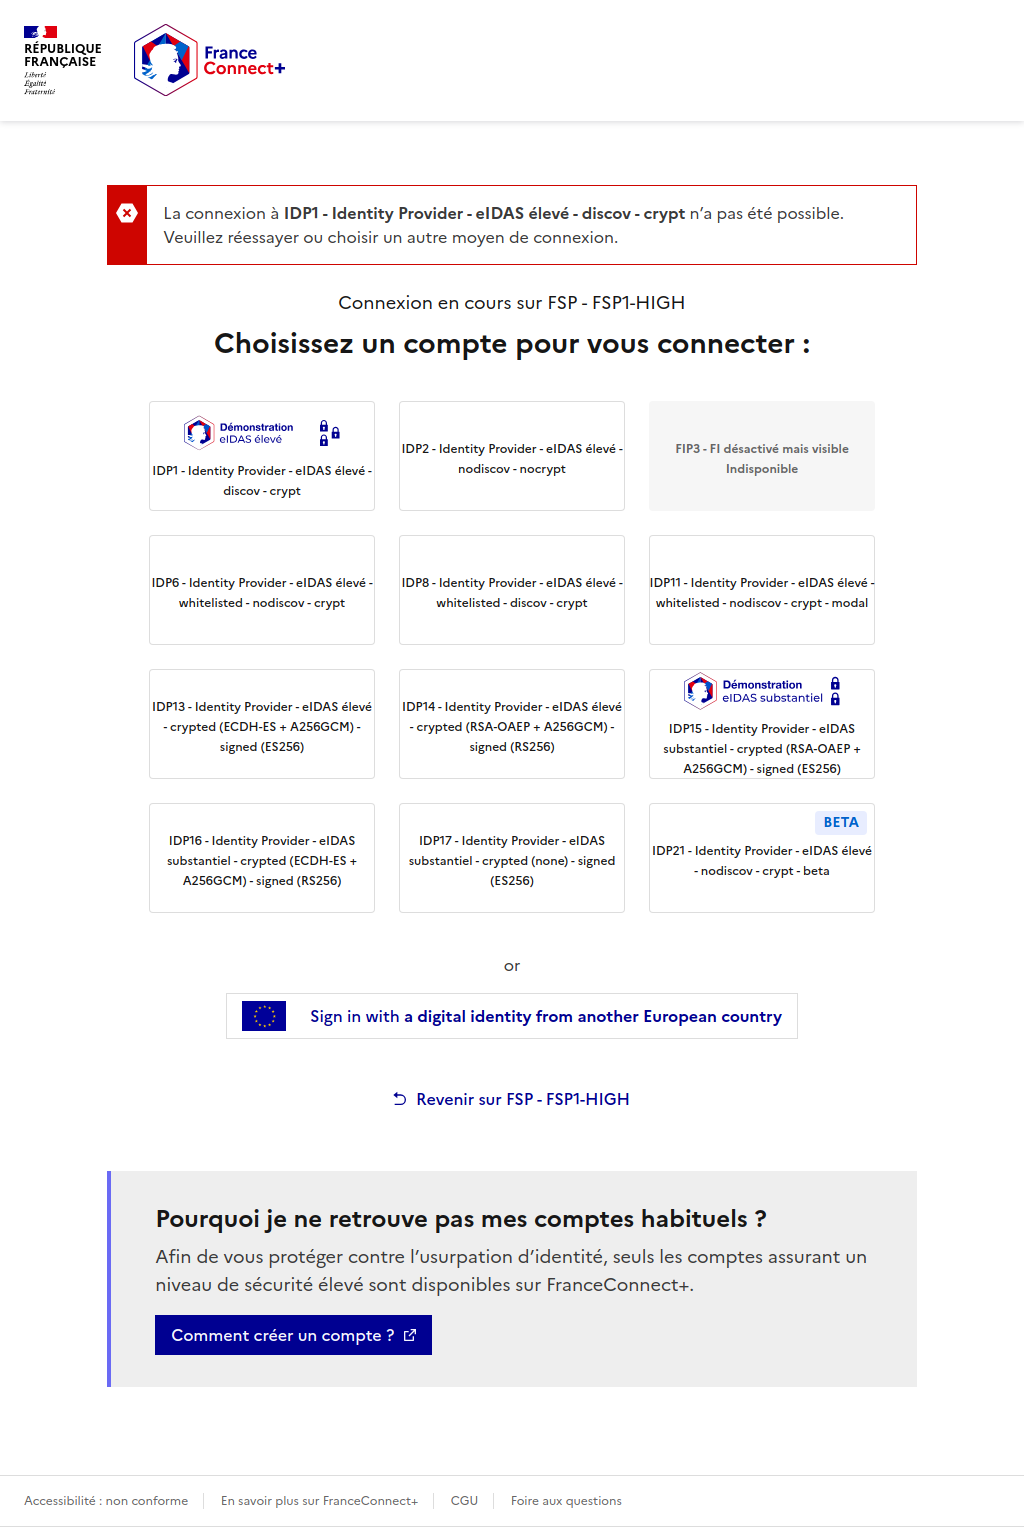 RÉPUBLIQUE
FRANÇAISE
Liberté
Égalité
Fraternité
France
Connect+
La connexion à IDP1 - Identity Provider - eIDAS élevé - discov - crypt n’a pas été possible.
Veuillez réessayer ou choisir un autre moyen de connexion.
Connexion en cours sur FSP - FSP1-HIGH
Choisissez un compte pour vous connecter :
Démonstration
eIDAS élevé
IDP1 - Identity Provider - eIDAS élevé -
discov - crypt
IDP2 - Identity Provider - eIDAS élevé -
nodiscov - nocrypt
FIP3 - FI désactivé mais visible
Indisponible
IDP6 - Identity Provider - eIDAS élevé -
whitelisted - nodiscov - crypt
IDP8 - Identity Provider - eIDAS élevé -
whitelisted - discov - crypt
IDP11 - Identity Provider - eIDAS élevé -
whitelisted - nodiscov - crypt - modal
IDP13 - Identity Provider - eIDAS élevé
- crypted (ECDH-ES + A256GCM) -
signed (ES256)
IDP14 - Identity Provider - eIDAS élevé
- crypted (RSA-OAEP + A256GCM) -
signed (RS256)
Démonstration
eIDAS substantiel
IDP15 - Identity Provider - eIDAS
substantiel - crypted (RSA-OAEP +
A256GCM) - signed (ES256)
IDP16 - Identity Provider - eIDAS
substantiel - crypted (ECDH-ES +
A256GCM) - signed (RS256)
IDP17 - Identity Provider - eIDAS
substantiel - crypted (none) - signed
(ES256)
BETA
IDP21 - Identity Provider - eIDAS élevé
- nodiscov - crypt - beta
or
Sign in with a digital identity from another European country
Revenir sur FSP - FSP1-HIGH
Pourquoi je ne retrouve pas mes comptes habituels ?
Afin de vous protéger contre l’usurpation d’identité, seuls les comptes assurant un
niveau de sécurité élevé sont disponibles sur FranceConnect+.
Comment créer un compte ?
Accessibilité : non conforme
En savoir plus sur FranceConnect+
CGU
Foire aux questions